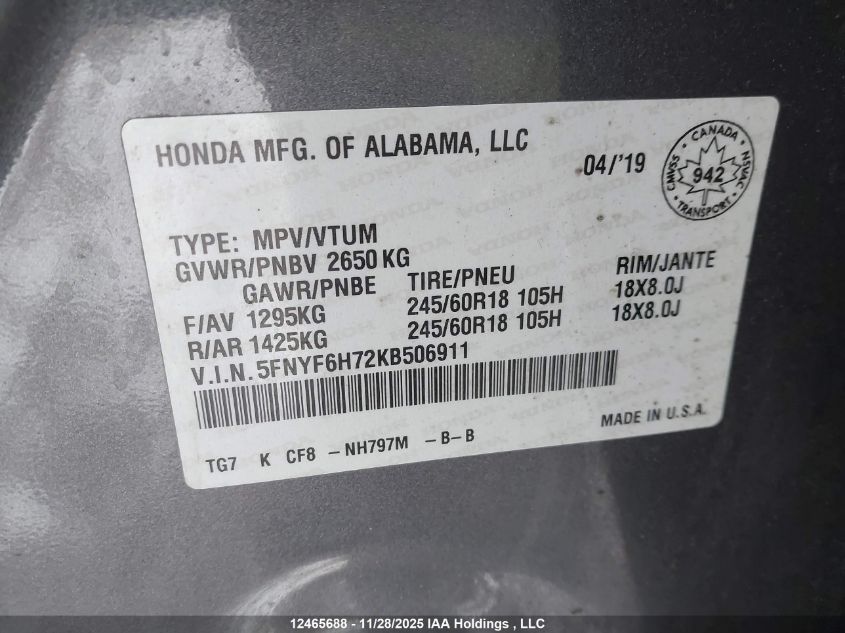 HONDA MFG. OF ALABAMA, LLC
04/'19
CANADA
CMVSS 942 NSVAC
TRANSPORT
TYPE: MPV/VTUM
GVWR/PNBV 2650 KG
GAWR/PNBE TIRE/PNEU RIM/JANTE
F/AV 1295KG 245/60R18 105H 18X8.0J
R/AR 1425KG 245/60R18 105H 18X8.0J
V.I.N. 5FNYF6H72KB506911
MADE IN U.S.A.
TG7 K CF8 -NH797M -B-B
12465688 - 11/28/2025 IAA Holdings , LLC